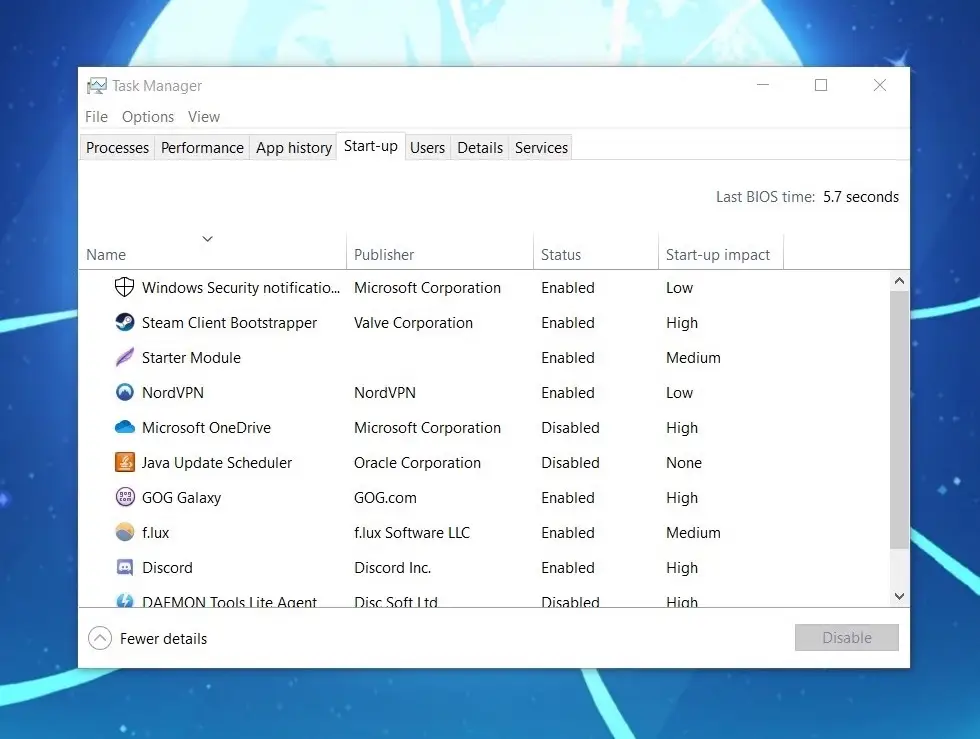 Task Manager
File Options View
Processes Performance App history Start-up Users Details Services
Last BIOS time: 5.7 seconds
Name Publisher Status Start-up impact
Windows Security notificatio... Microsoft Corporation Enabled Low
Steam Client Bootstrapper Valve Corporation Enabled High
Starter Module Enabled Medium
NordVPN NordVPN Enabled Low
Microsoft OneDrive Microsoft Corporation Disabled High
Java Update Scheduler Oracle Corporation Disabled None
GOG Galaxy GOG.com Enabled High
f.lux f.lux Software LLC Enabled Medium
Discord Discord Inc. Enabled High
DAEMON Tools Lite Agent Disc Soft Ltd Disabled High
Fewer details Disable